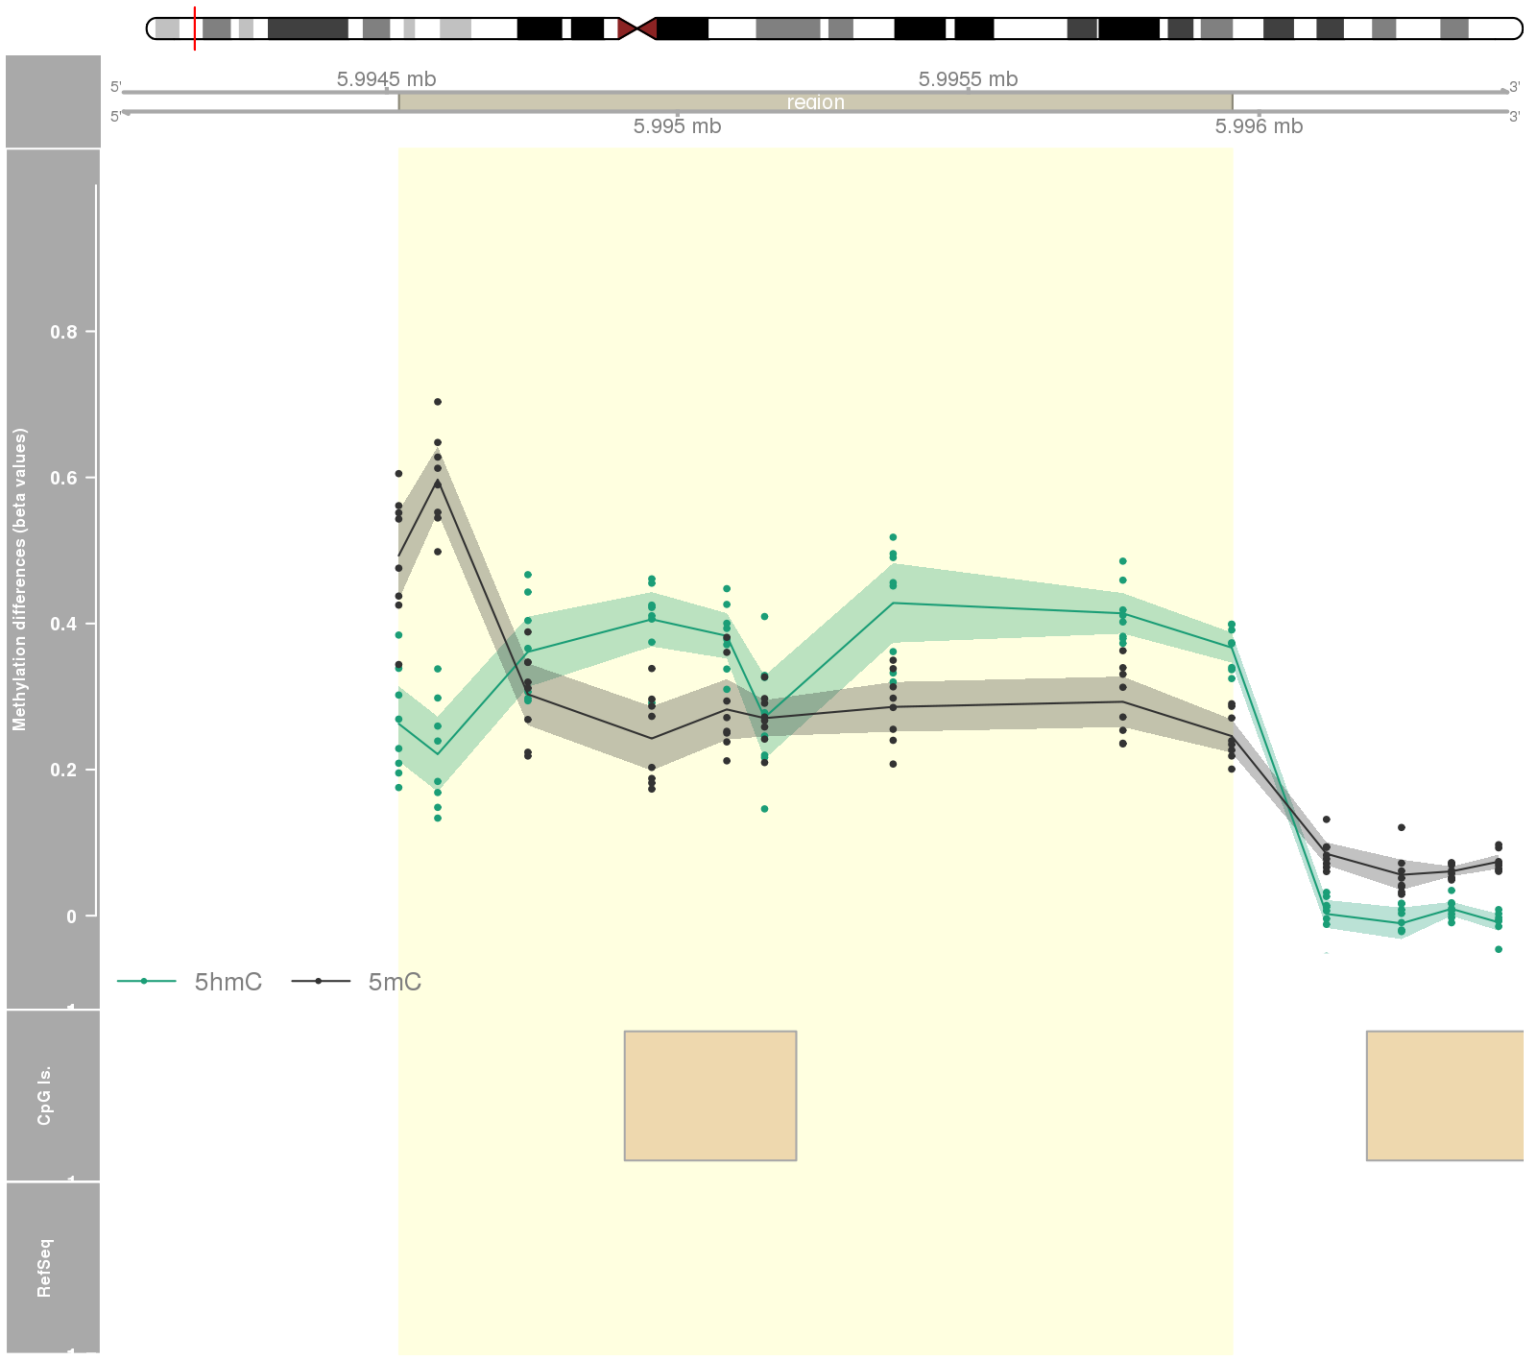 5.9945 mb
5.9955 mb
5'
3'
region
5'
3'
5.995 mb
5.996 mb
Methylation differences (beta values)
0.8
0.6
0.4
0.2
0
5hmC
5mC
CpG Is.
RefSeq